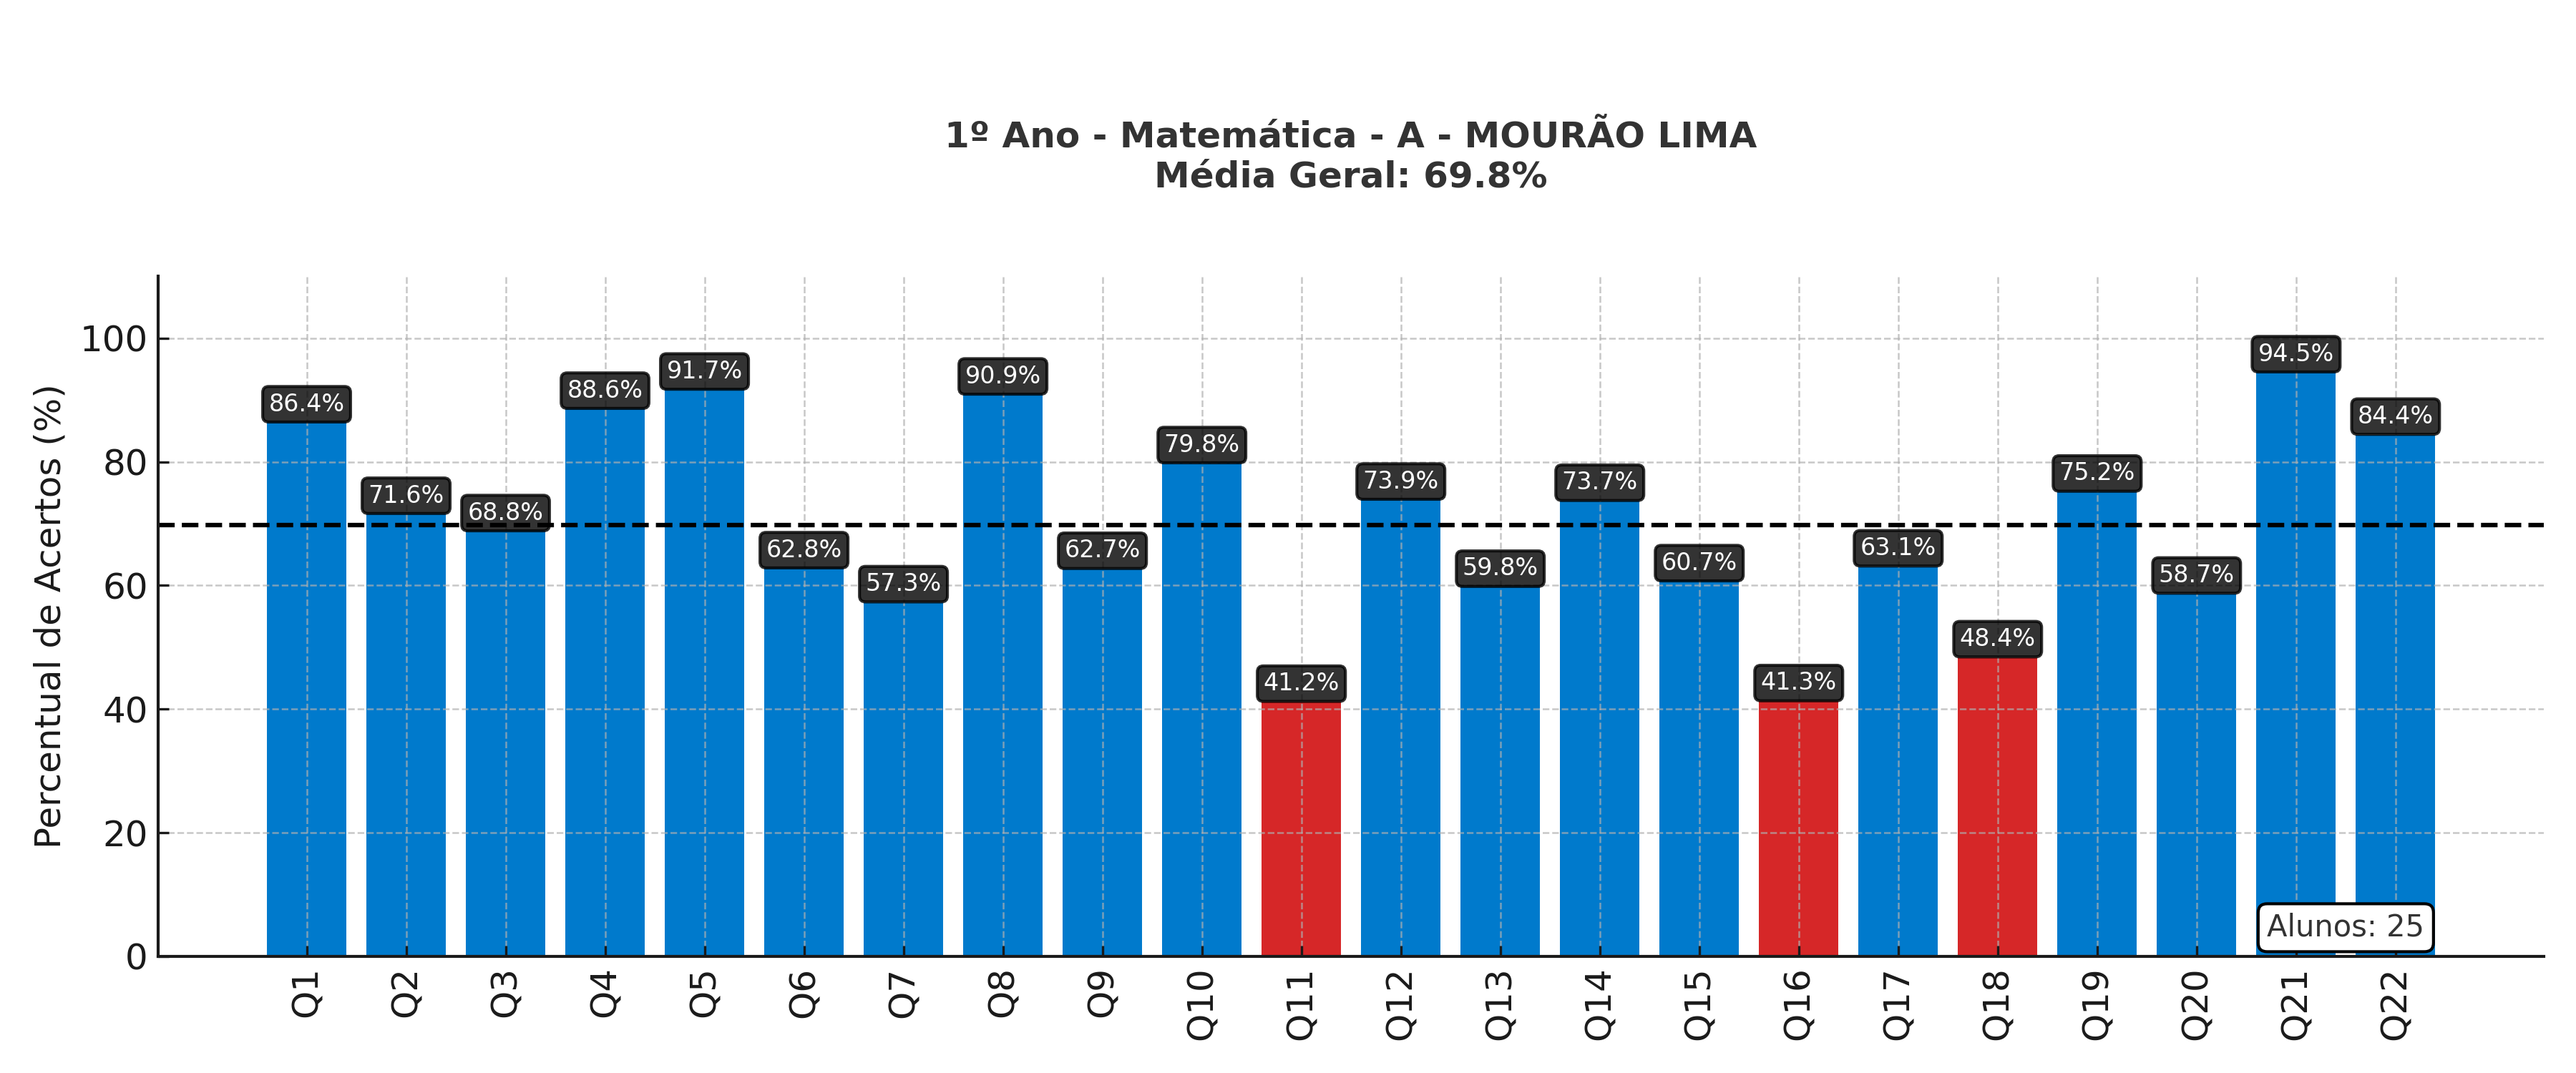 1º Ano - Matemática - A - MOURÃO LIMA
Média Geral: 69.8%
Percentual de Acertos (%)
100
80
60
40
20
0
86.4%
71.6%
68.8%
88.6%
91.7%
62.8%
57.3%
90.9%
62.7%
79.8%
41.2%
73.9%
59.8%
73.7%
60.7%
41.3%
63.1%
48.4%
75.2%
58.7%
94.5%
84.4%
Alunos: 25
Q1
Q2
Q3
Q4
Q5
Q6
Q7
Q8
Q9
Q10
Q11
Q12
Q13
Q14
Q15
Q16
Q17
Q18
Q19
Q20
Q21
Q22